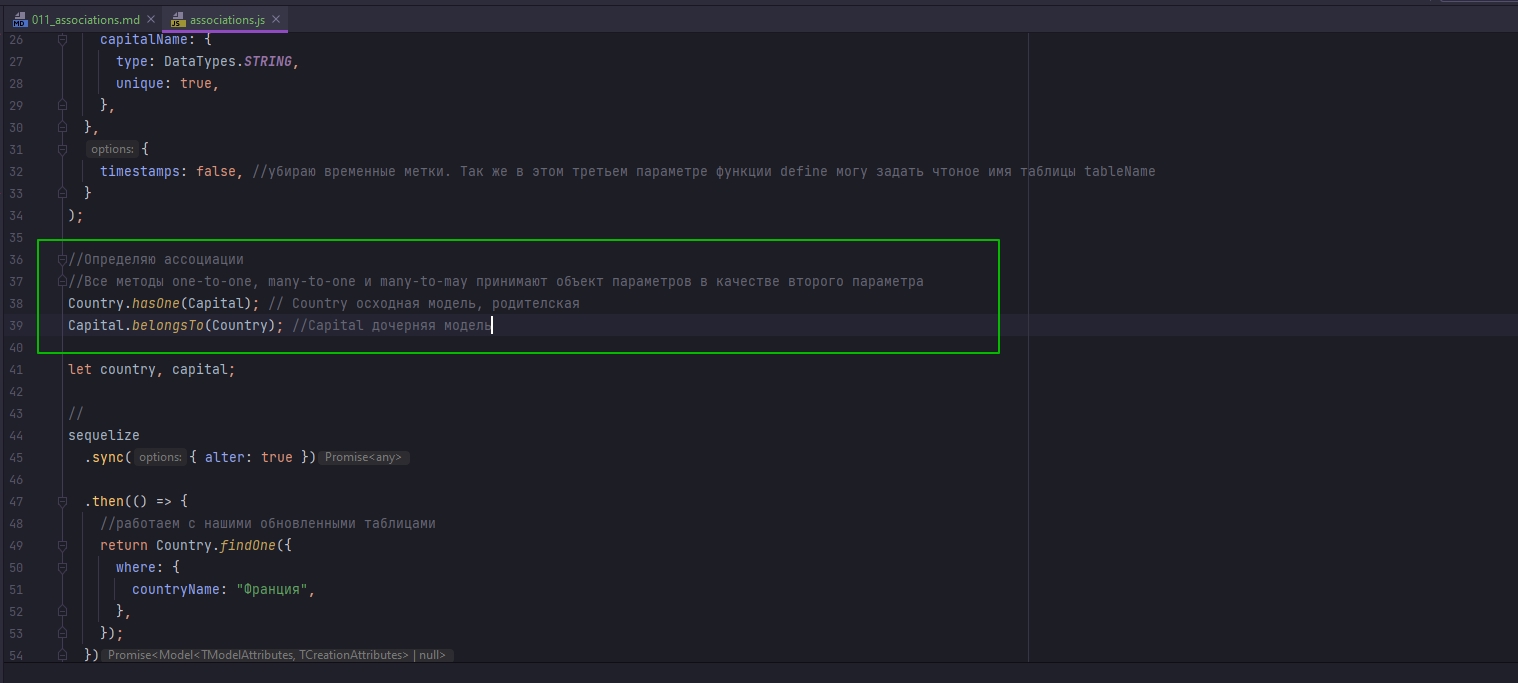 011_associations.md
associations.js
26 capitalName: {
27 type: DataTypes.STRING,
28 unique: true,
29 },
30 },
31 options: {
32 timestamps: false, //убираю временные метки. Так же в этом третьем параметре функции define могу задать чтоное имя таблицы tableName
33 }
34 );
35
36 //Определяю ассоциации
37 //Все методы one-to-one, many-to-one и many-to-may принимают объект параметров в качестве второго параметра
38 Country.hasOne(Capital); // Country осходная модель, родителская
39 Capital.belongsTo(Country); //Capital дочерняя модель
40
41 let country, capital;
42
43 //
44 sequelize
45 .sync( options: { alter: true }) Promise<any>
46
47 .then(() => {
48 //работаем с нашими обновленными таблицами
49 return Country.findOne({
50 where: {
51 countryName: "Франция",
52 },
53 });
54 }) Promise<Model<TModelAttributes, TCreationAttributes> | null>